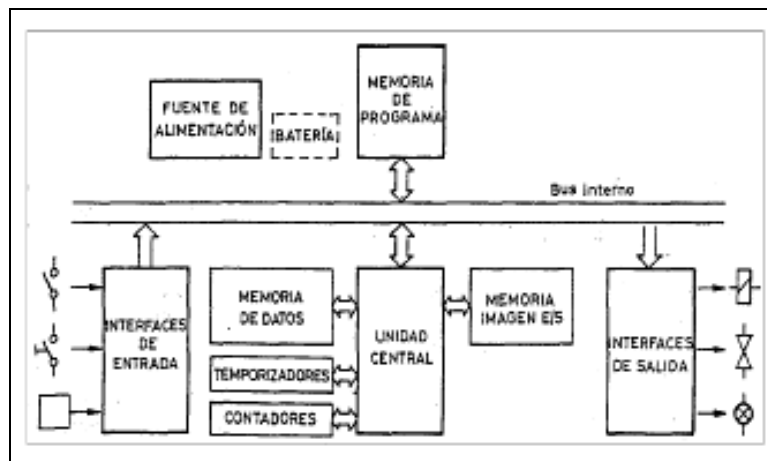 FUENTE DE
ALIMENTACIÓN
BATERÍA
MEMORIA
DE
PROGRAMA
Bus interno
INTERFACES
DE
ENTRADA
MEMORIA
DE DATOS
TEMPORIZADORES
CONTADORES
UNIDAD
CENTRAL
MEMORIA
IMAGEN E/S
INTERFACES
DE SALIDA